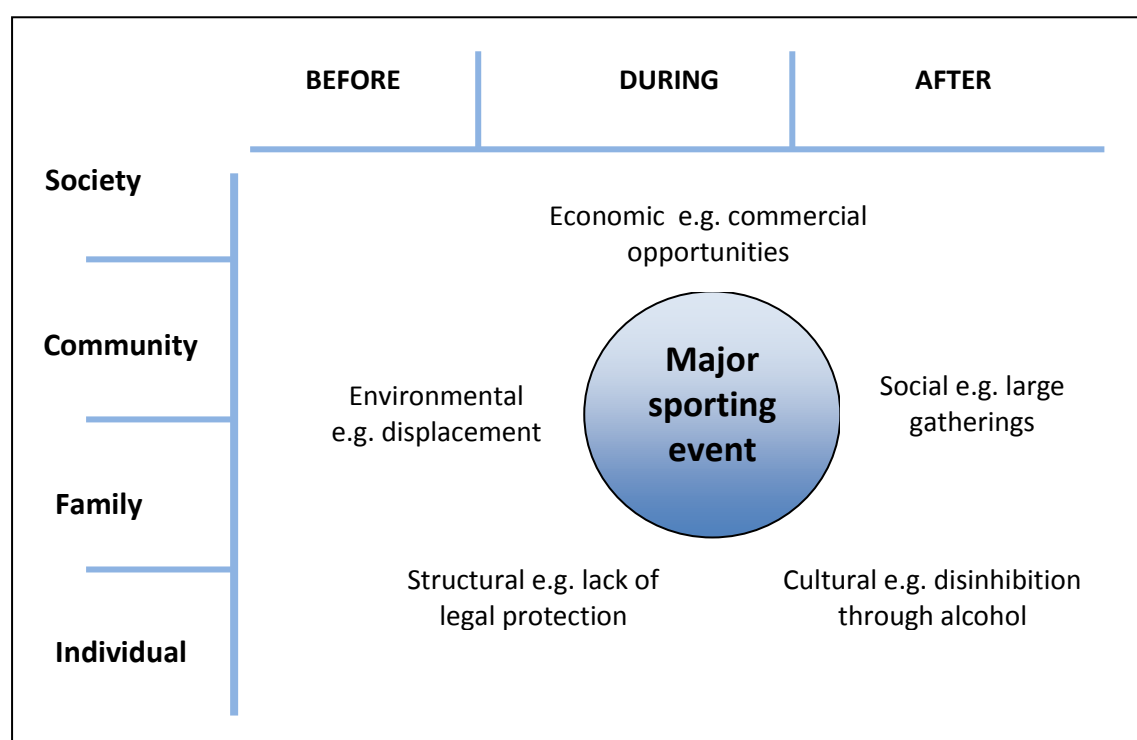 BEFORE DURING AFTER
Society
Economic e.g. commercial
opportunities
Community
Major
sporting
event
Environmental
e.g. displacement
Social e.g. large
gatherings
Family
Structural e.g. lack of
legal protection
Cultural e.g. disinhibition
through alcohol
Individual